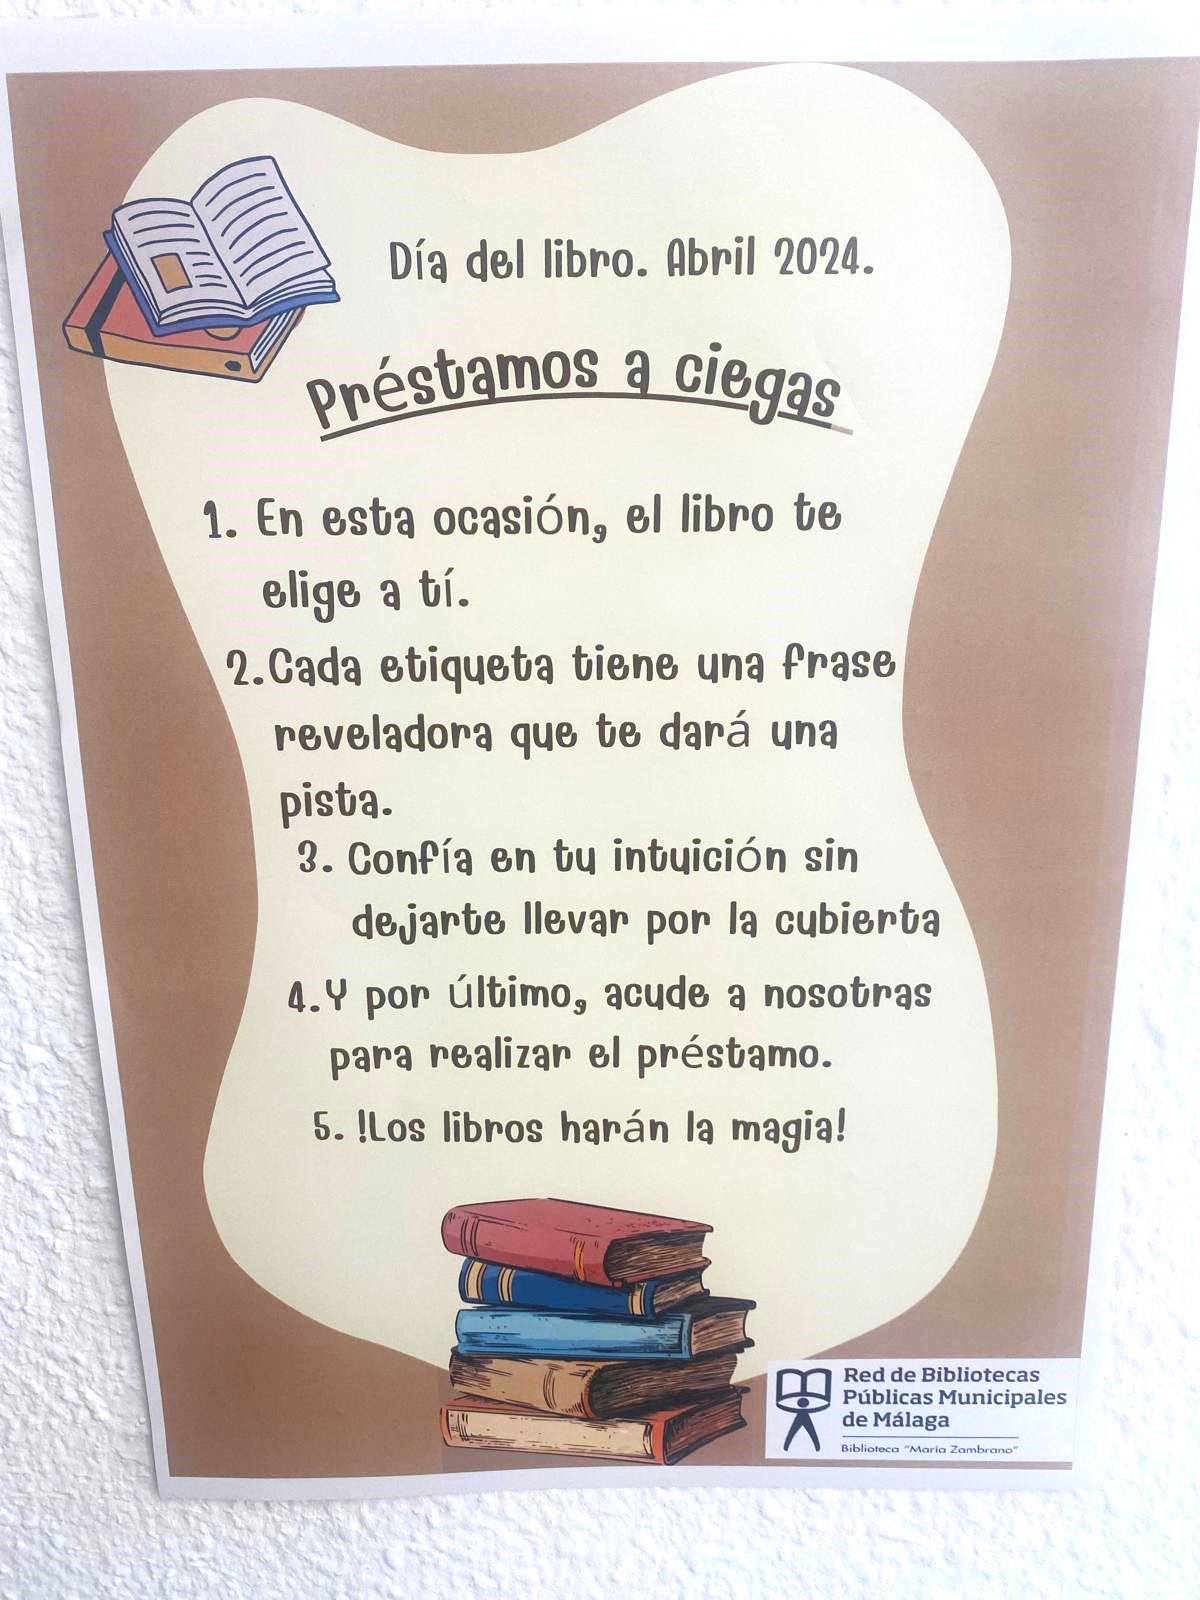 Día del libro. Abril 2024.
Préstamos a ciegas
1. En esta ocasión, el libro te
elige a tí.
2. Cada etiqueta tiene una frase
reveladora que te dará una
pista.
3. Confía en tu intuición sin
dejarte llevar por la cubierta
4. Y por último, acude a nosotras
para realizar el préstamo.
5. !Los libros harán la magia!
Red de Bibliotecas
Públicas Municipales
de Málaga
Biblioteca "María Zambrano"